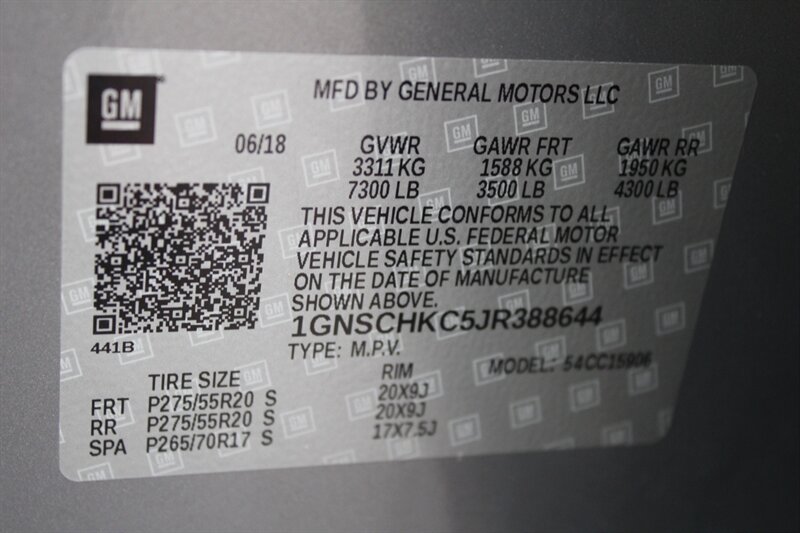 GM
MFD BY GENERAL MOTORS LLC
06/18 GVWR GAWR FRT GAWR RR
3311 KG 1588 KG 1950 KG
7300 LB 3500 LB 4300 LB
THIS VEHICLE CONFORMS TO ALL
APPLICABLE U.S. FEDERAL MOTOR
VEHICLE SAFETY STANDARDS IN EFFECT
ON THE DATE OF MANUFACTURE
SHOWN ABOVE.
1GNSCHKC5JR388644
441B
TYPE: M.P.V. MODEL: 54CC15906
TIRE SIZE RIM
FRT P275/55R20 S 20X9J
RR P275/55R20 S 20X9J
SPA P265/70R17 S 17X7.5J